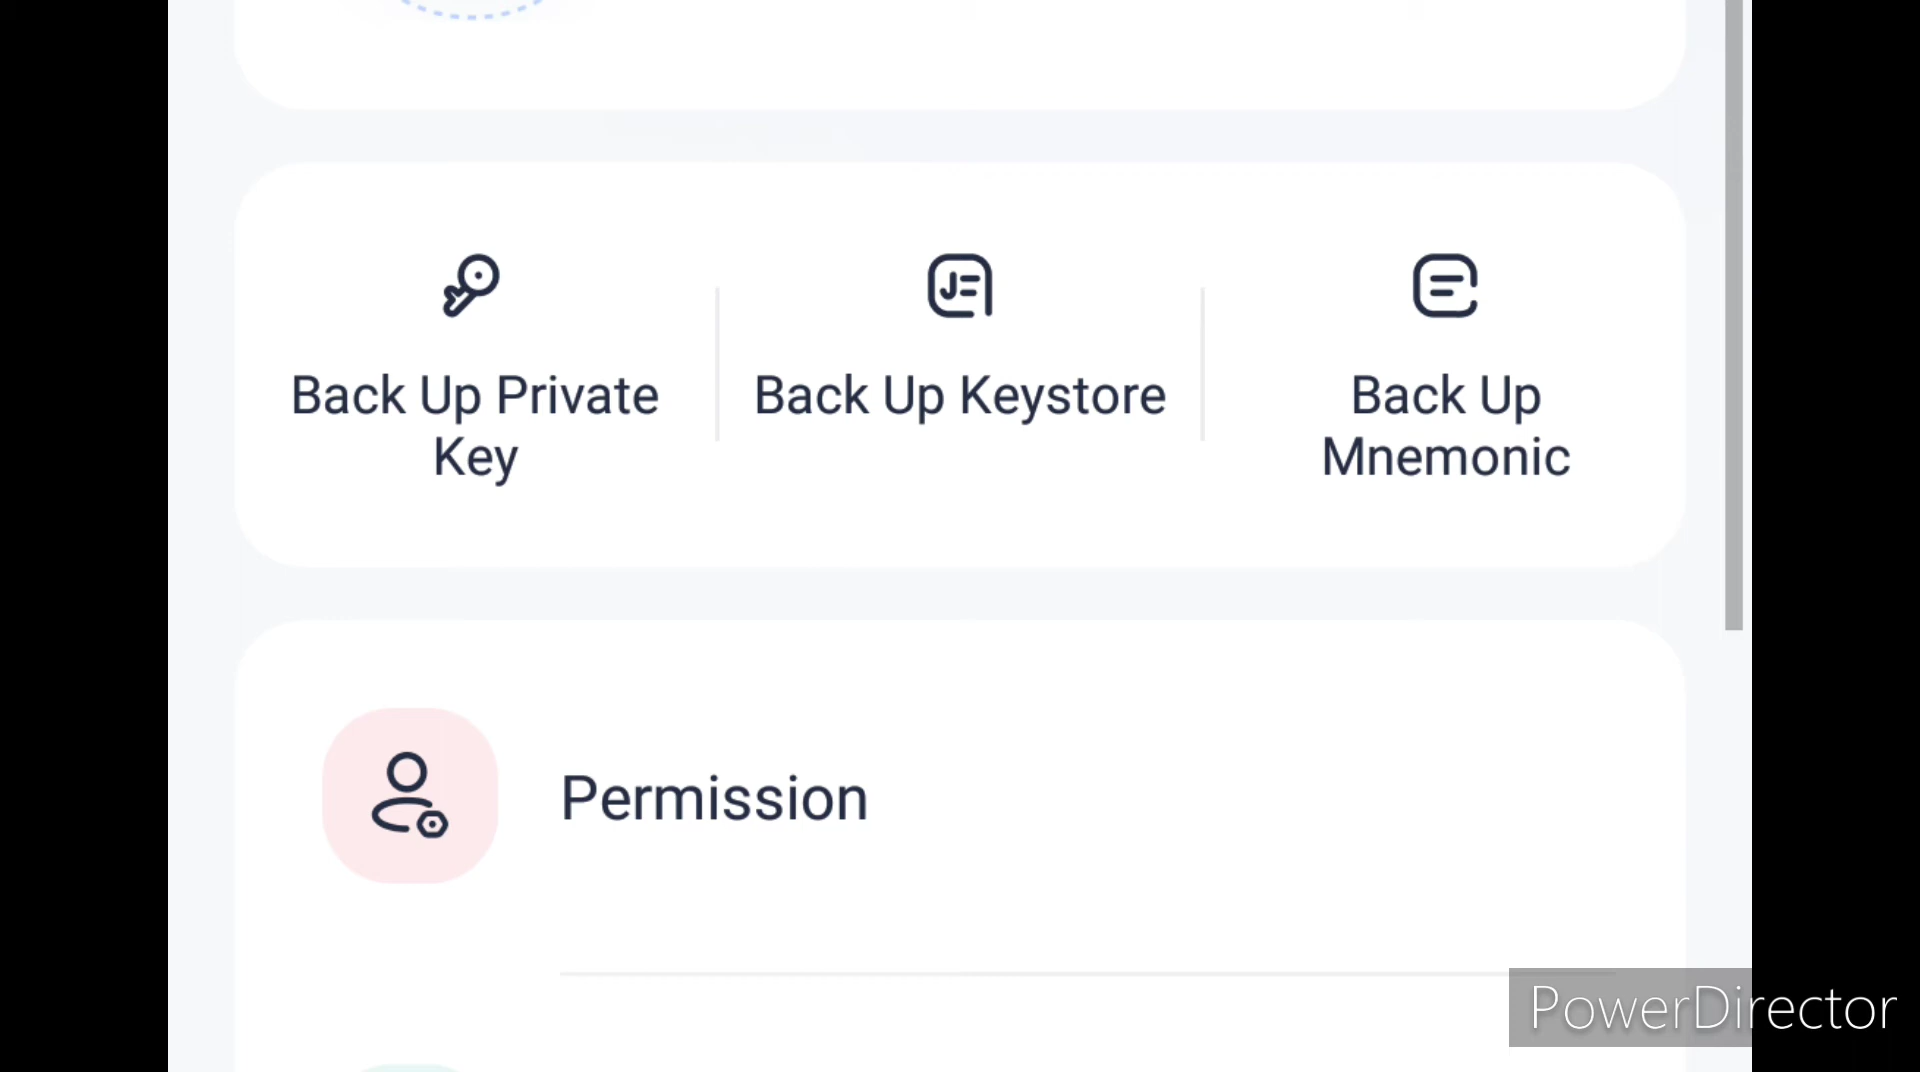 Back Up Private
Key
Back Up Keystore
Back Up
Mnemonic
Permission
PowerDirector